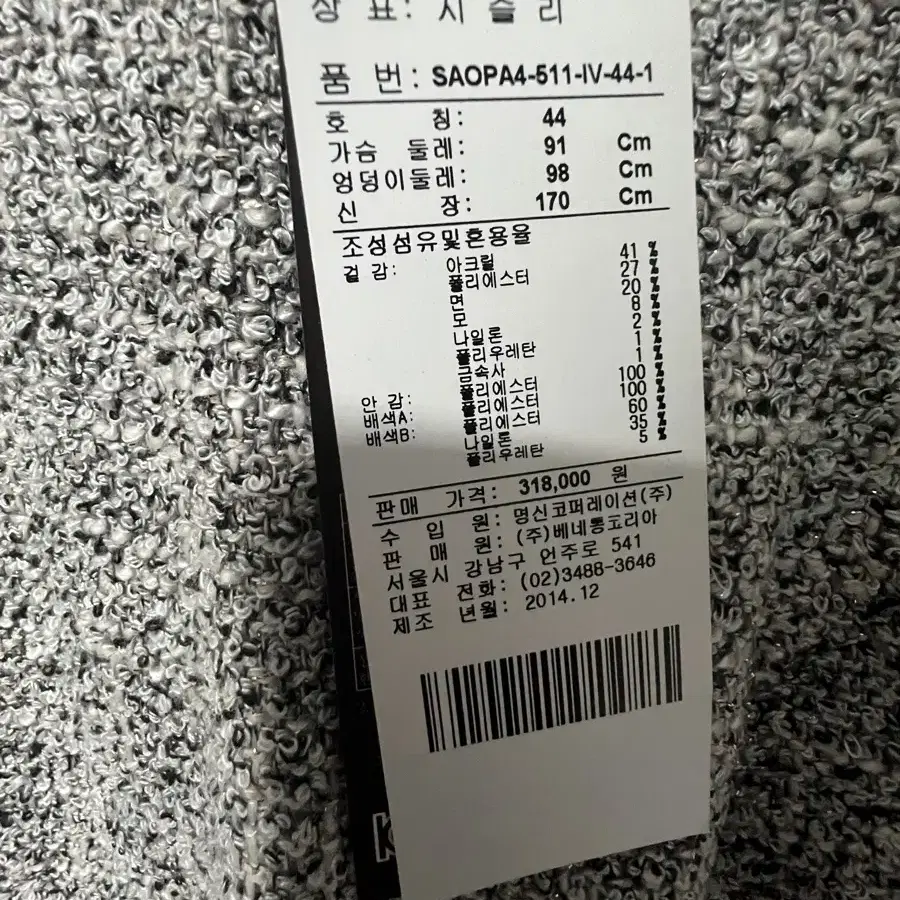 상 표: 시 슬 리
품 번: SAOPA4-511-IV-44-1
호 칭: 44
가슴 둘레: 91 Cm
엉덩이둘레: 98 Cm
신 장: 170 Cm
조성섬유및혼용율
겉 감: 아크릴 41 %
폴리에스터 27 %
면 20 %
모 8 %
나일론 2 %
폴리우레탄 1 %
금속사 1 %
안 감: 폴리에스터 100 %
배색A: 폴리에스터 100 %
배색B: 폴리에스터 60 %
나일론 35 %
폴리우레탄 5 %
판매 가격: 318,000 원
수 입 원: 명신코퍼레이션(주)
판 매 원: (주)베네통코리아
서울시 강남구 언주로 541
대표 전화: (02)3488-3646
제조 년월: 2014.12
K